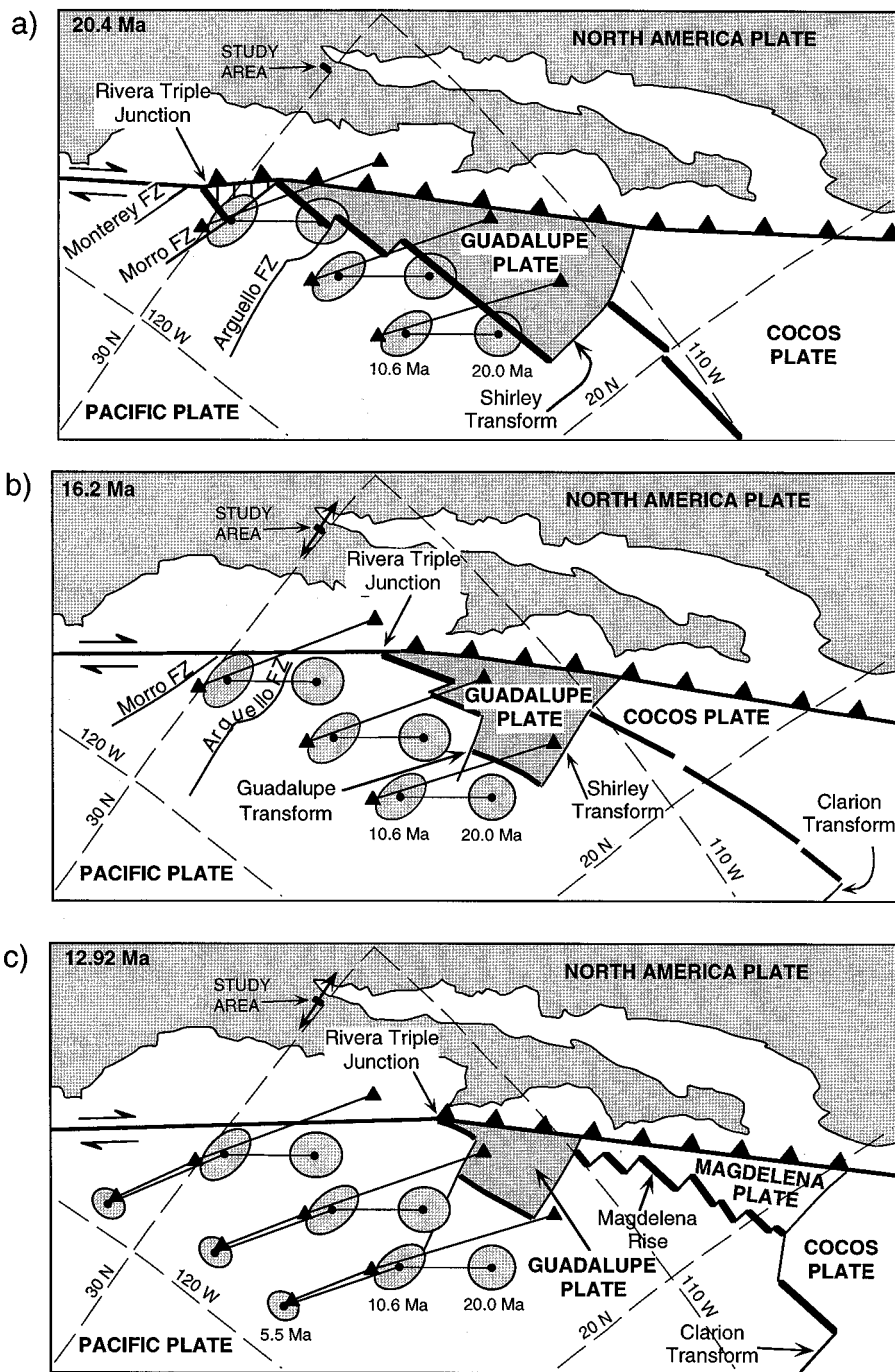 a)
20.4 Ma
NORTH AMERICA PLATE
STUDY
AREA
Rivera Triple
Junction
Monterey FZ
Morro FZ
Arguello FZ
GUADALUPE
PLATE
COCOS
PLATE
30 N
120 W
110 W
20 N
10.6 Ma
20.0 Ma
Shirley
Transform
PACIFIC PLATE
b)
16.2 Ma
NORTH AMERICA PLATE
STUDY
AREA
Rivera Triple
Junction
Morro FZ
Arguello FZ
GUADALUPE
PLATE
COCOS PLATE
120 W
30 N
Guadalupe
Transform
Shirley
Transform
Clarion
Transform
10.6 Ma
20.0 Ma
20 N
110 W
PACIFIC PLATE
c)
12.92 Ma
NORTH AMERICA PLATE
STUDY
AREA
Rivera Triple
Junction
MAGDELENA
PLATE
Magdelena
Rise
GUADALUPE
PLATE
COCOS
PLATE
30 N
120 W
5.5 Ma
10.6 Ma
20.0 Ma
20 N
110 W
Clarion
Transform
PACIFIC PLATE